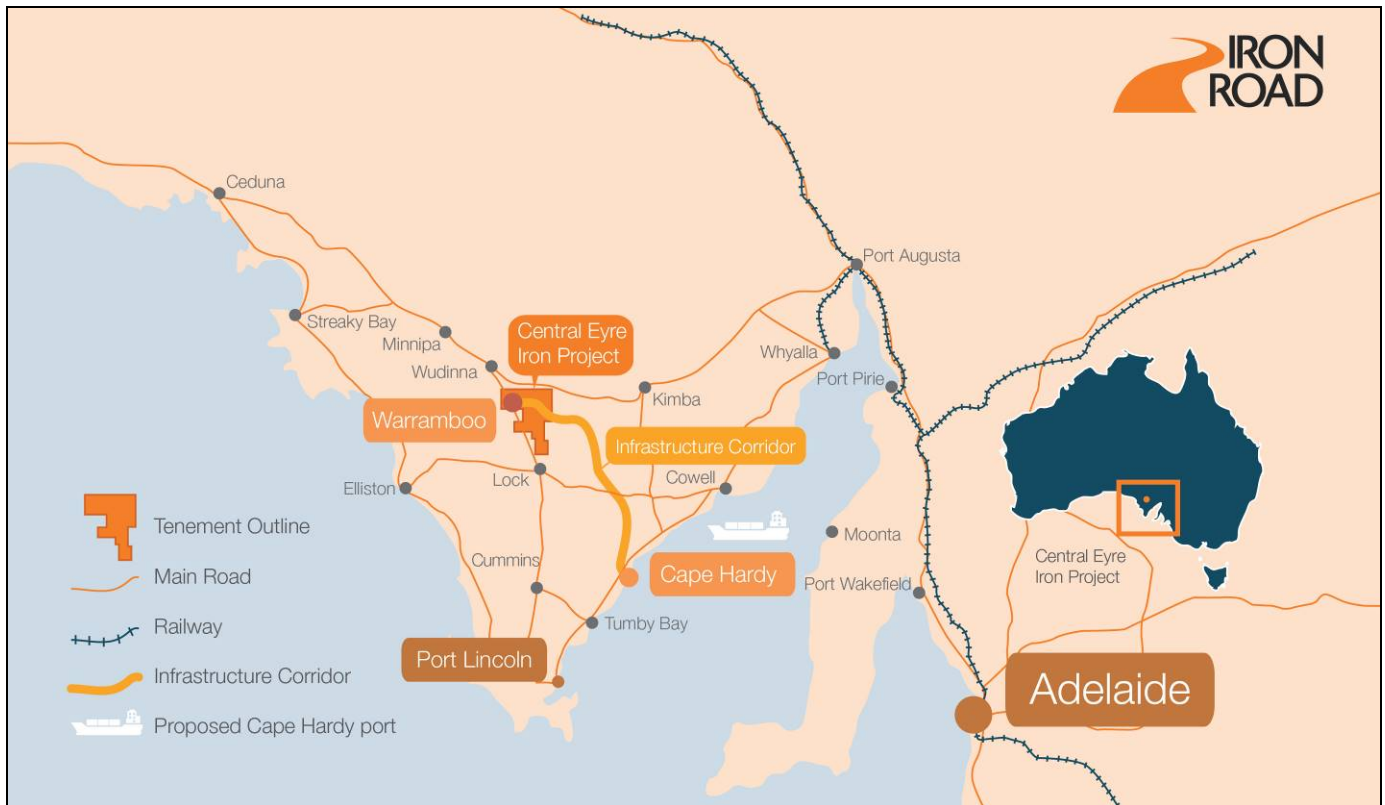 IRON
ROAD
Ceduna
Port Augusta
Streaky Bay
Minnipa
Central Eyre
Iron Project
Whyalla
Wudinna
Port Pirie
Kimba
Warramboo
Infrastructure Corridor
Lock
Cowell
Elliston
Tenement Outline
Moonta
Central Eyre
Iron Project
Cummins
Main Road
Cape Hardy
Port Wakefield
Railway
Tumby Bay
Port Lincoln
Infrastructure Corridor
Adelaide
Proposed Cape Hardy port